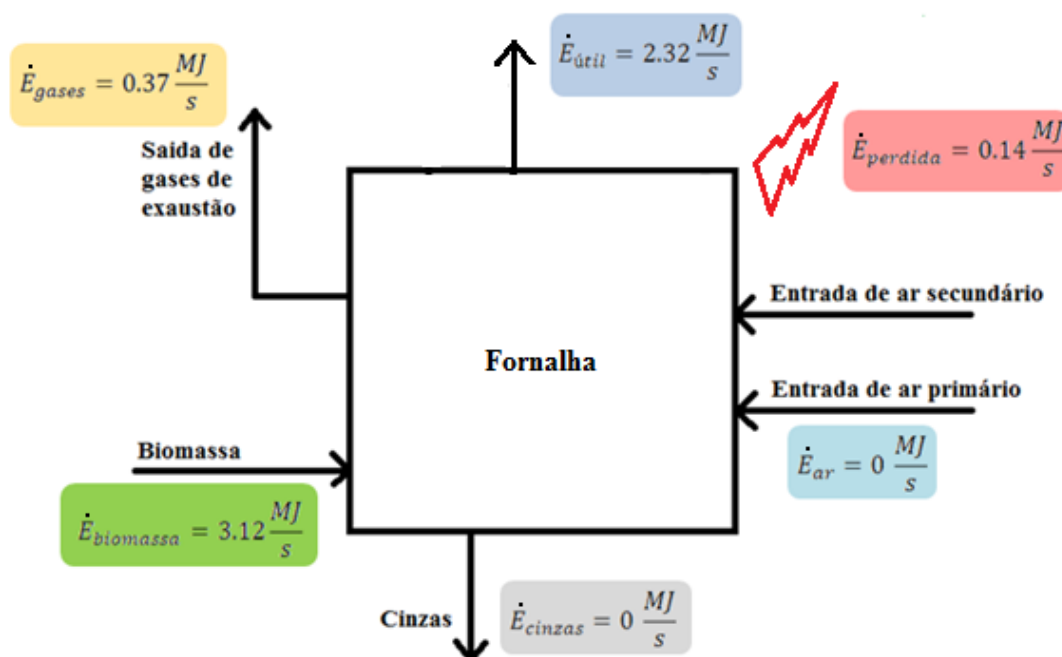 Ė_gases = 0.37 MJ/s
Ė_útil = 2.32 MJ/s
Ė_perdida = 0.14 MJ/s
Saida de
gases de
exaustão
Entrada de ar secundário
Fornalha
Entrada de ar primário
Ė_ar = 0 MJ/s
Biomassa
Ė_biomassa = 3.12 MJ/s
Cinzas
Ė_cinzas = 0 MJ/s